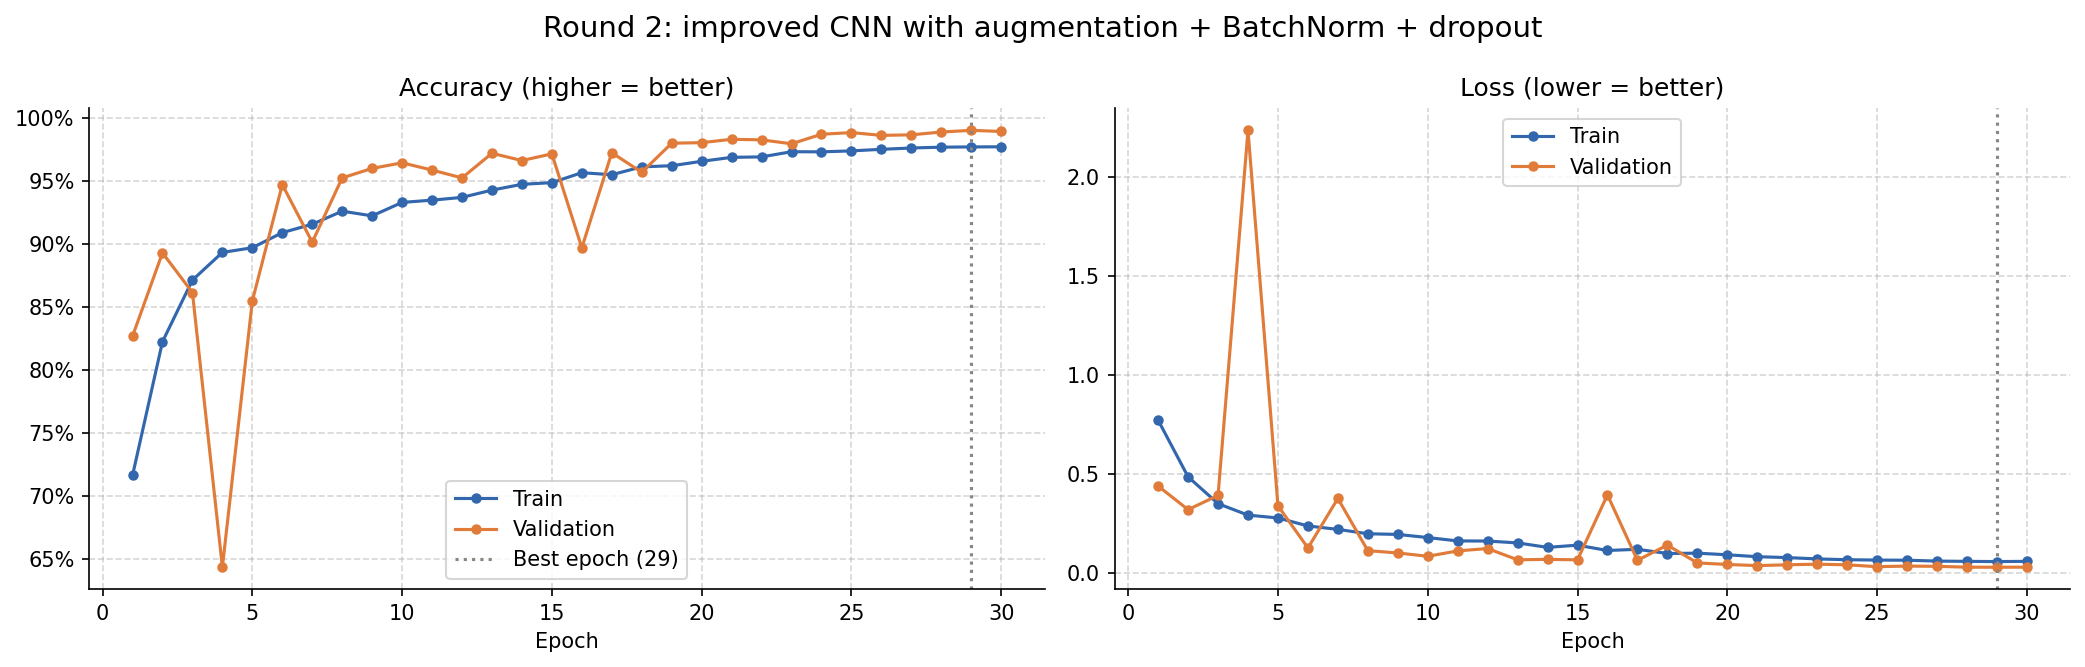 Round 2: improved CNN with augmentation + BatchNorm + dropout
Accuracy (higher = better)
100%
95%
90%
85%
80%
75%
70%
65%
Train
Validation
Best epoch (29)
0 5 10 15 20 25 30
Epoch
Loss (lower = better)
Train
Validation
2.0
1.5
1.0
0.5
0.0
0 5 10 15 20 25 30
Epoch